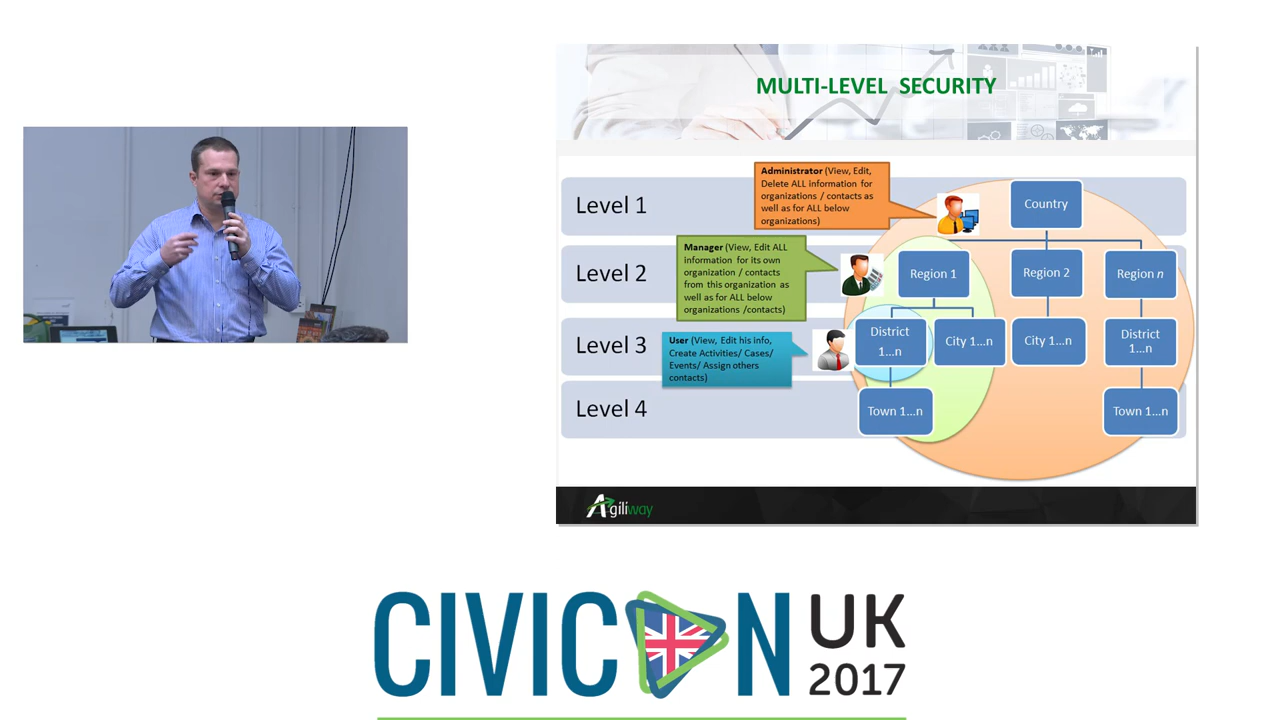 MULTI-LEVEL SECURITY
Level 1
Administrator (View, Edit,
Delete ALL information for
organizations / contacts as
well as for ALL below
organizations)
Country
Level 2
Manager (View, Edit ALL
information for its own
organization / contacts
from this organization as
well as for ALL below
organizations /contacts)
Region 1
Region 2
Region n
Level 3
User (View, Edit his info,
Create Activities/ Cases/
Events/ Assign others
contacts)
District
1...n
City 1...n
City 1...n
District
1...n
Level 4
Town 1...n
Town 1...n
Agiliway
CIVICON UK
2017